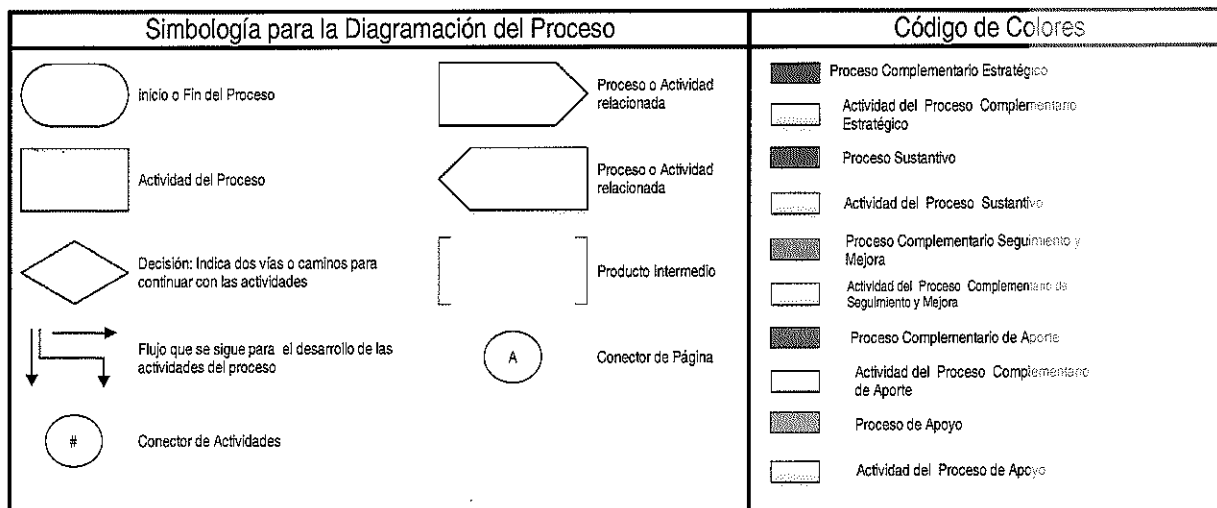 Simbología para la Diagramación del Proceso
inicio o Fin del Proceso
Proceso o Actividad
relacionada
Actividad del Proceso
Proceso o Actividad
relacionada
Decisión: Indica dos vías o caminos para
continuar con las actividades
Producto Intermedio
Flujo que se sigue para el desarrollo de las
actividades del proceso
A
Conector de Página
#
Conector de Actividades
Código de Colores
Proceso Complementario Estratégico
Actividad del Proceso Complementario
Estratégico
Proceso Sustantivo
Actividad del Proceso Sustantivo
Proceso Complementario Seguimiento y
Mejora
Actividad del Proceso Complementario de
Seguimiento y Mejora
Proceso Complementario de Aporte
Actividad del Proceso Complementario
de Aporte
Proceso de Apoyo
Actividad del Proceso de Apoyo